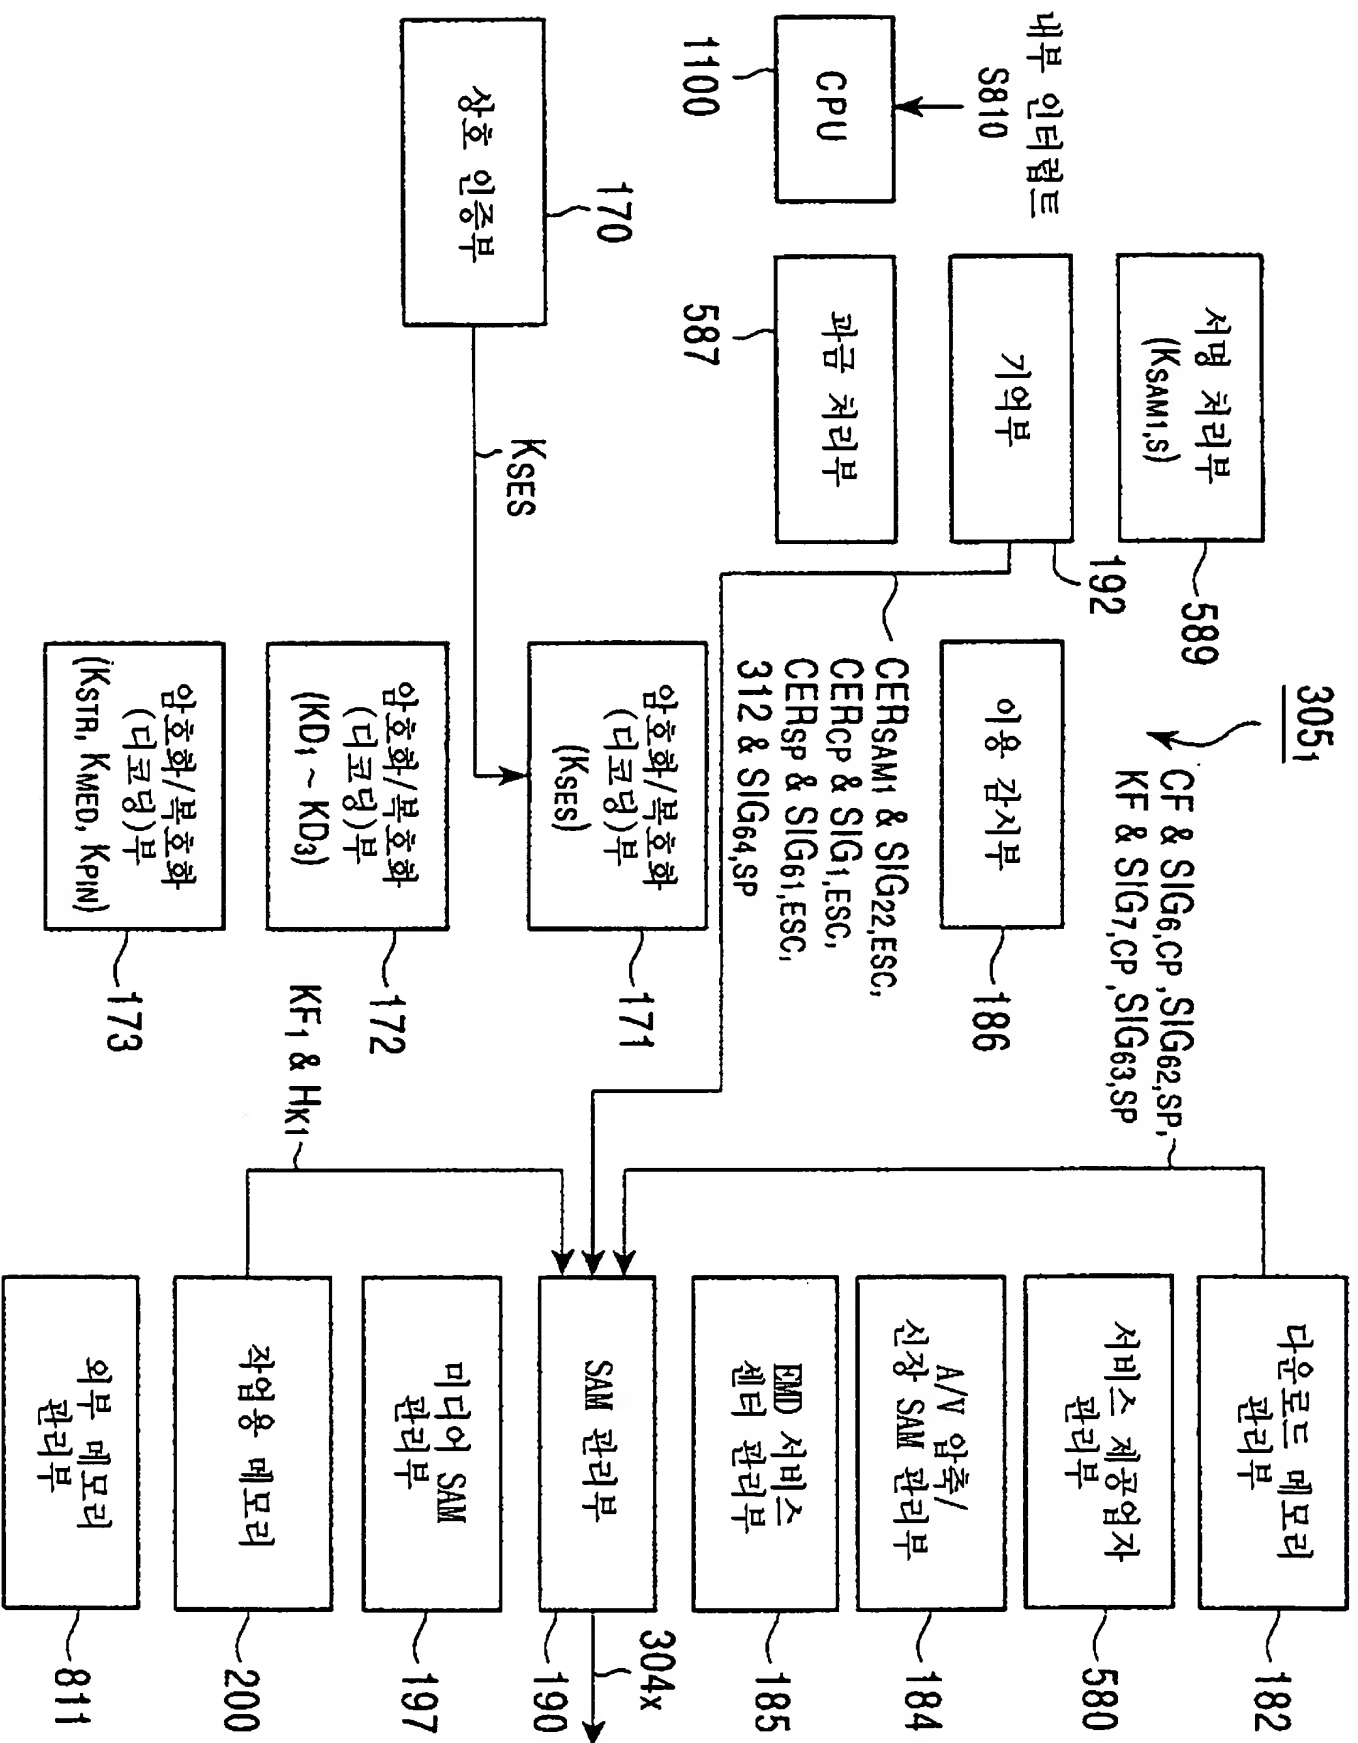 305₁
CF & SIG6,CP ,SIG62,SP,
KF & SIG7,CP ,SIG63,SP
다운로드 메모리
관리부
182
서비스 제공업자
관리부
580
A/V 압축/
신장 SAM 관리부
184
EMD 서비스
센터 관리부
185
SAM 관리부
190
304x
미디어 SAM
관리부
197
작업용 메모리
200
외부 메모리
관리부
811
서명 처리부
(KSAM1,S)
589
기억부
192
과금 처리부
587
이용 감시부
186
CERSAM1 & SIG22,ESC,
CERCP & SIG1,ESC,
CERSP & SIG61,ESC,
312 & SIG64,SP
암호화/복호화
(디코딩)부
(KSES)
171
암호화/복호화
(디코딩)부
(KD1 ~ KD3)
172
암호화/복호화
(디코딩)부
(KSTR, KMED, KPIN)
173
KF1 & HK1
내부 인터럽트
S810
CPU
1100
상호 인증부
170
KSES